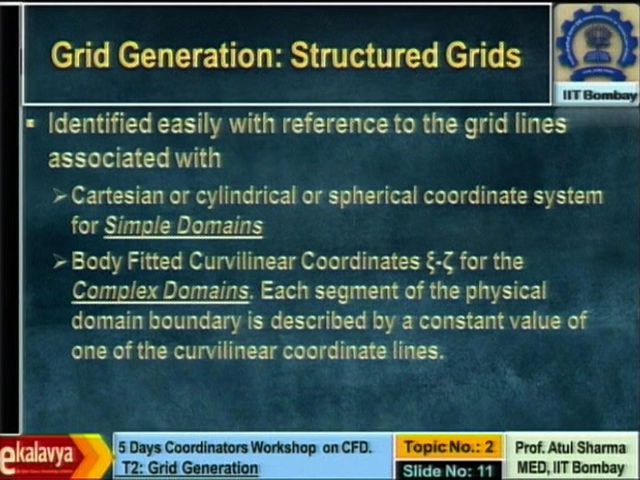 Grid Generation: Structured Grids
IIT Bombay
Identified easily with reference to the grid lines
associated with
Cartesian or cylindrical or spherical coordinate system
for Simple Domains
Body Fitted Curvilinear Coordinates ξ-ζ for the
Complex Domains. Each segment of the physical
domain boundary is described by a constant value of
one of the curvilinear coordinate lines.
ekalavya
5 Days Coordinators Workshop on CFD.
T2: Grid Generation
Topic No.: 2
Slide No: 11
Prof. Atul Sharma
MED, IIT Bombay